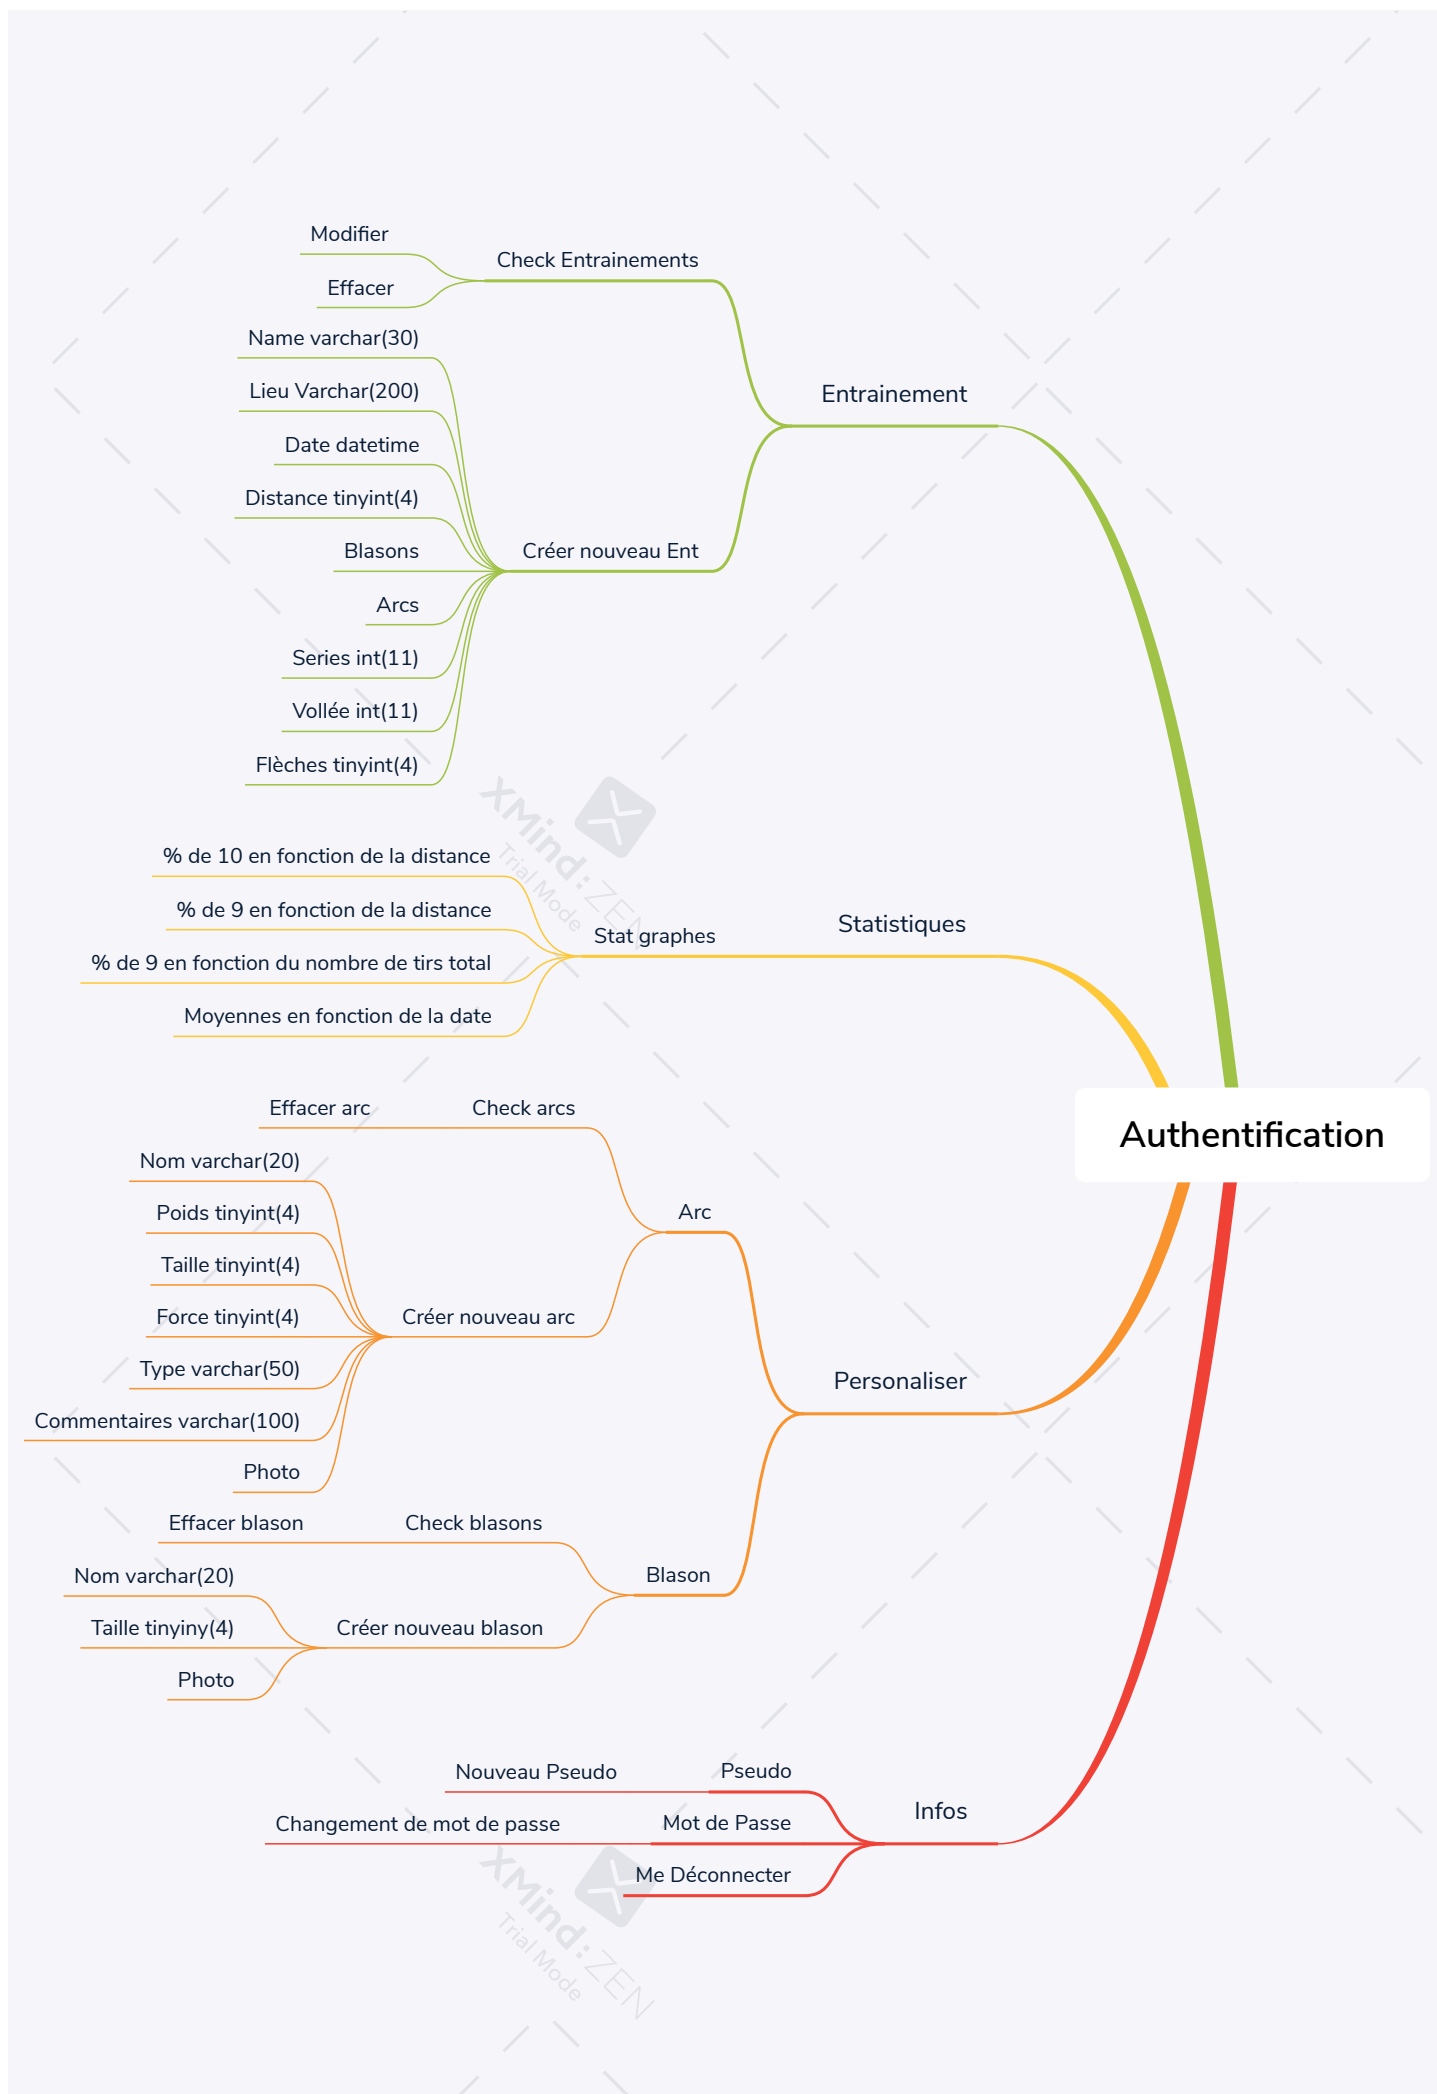 Modifier
Check Entrainements
Effacer
Name varchar(30)
Lieu Varchar(200)
Entrainement
Date datetime
Distance tinyint(4)
Blasons
Créer nouveau Ent
Arcs
Series int(11)
Vollée int(11)
Flèches tinyint(4)
XMind:ZEN
Trial Mode
% de 10 en fonction de la distance
% de 9 en fonction de la distance
Statistiques
Stat graphes
% de 9 en fonction du nombre de tirs total
Moyennes en fonction de la date
Effacer arc
Check arcs
Authentification
Nom varchar(20)
Poids tinyint(4)
Arc
Taille tinyint(4)
Force tinyint(4)
Créer nouveau arc
Type varchar(50)
Personaliser
Commentaires varchar(100)
Photo
Effacer blason
Check blasons
Nom varchar(20)
Blason
Taille tinyiny(4)
Créer nouveau blason
Photo
Nouveau Pseudo
Pseudo
Infos
Changement de mot de passe
Mot de Passe
Me Déconnecter
XMind:ZEN
Trial Mode